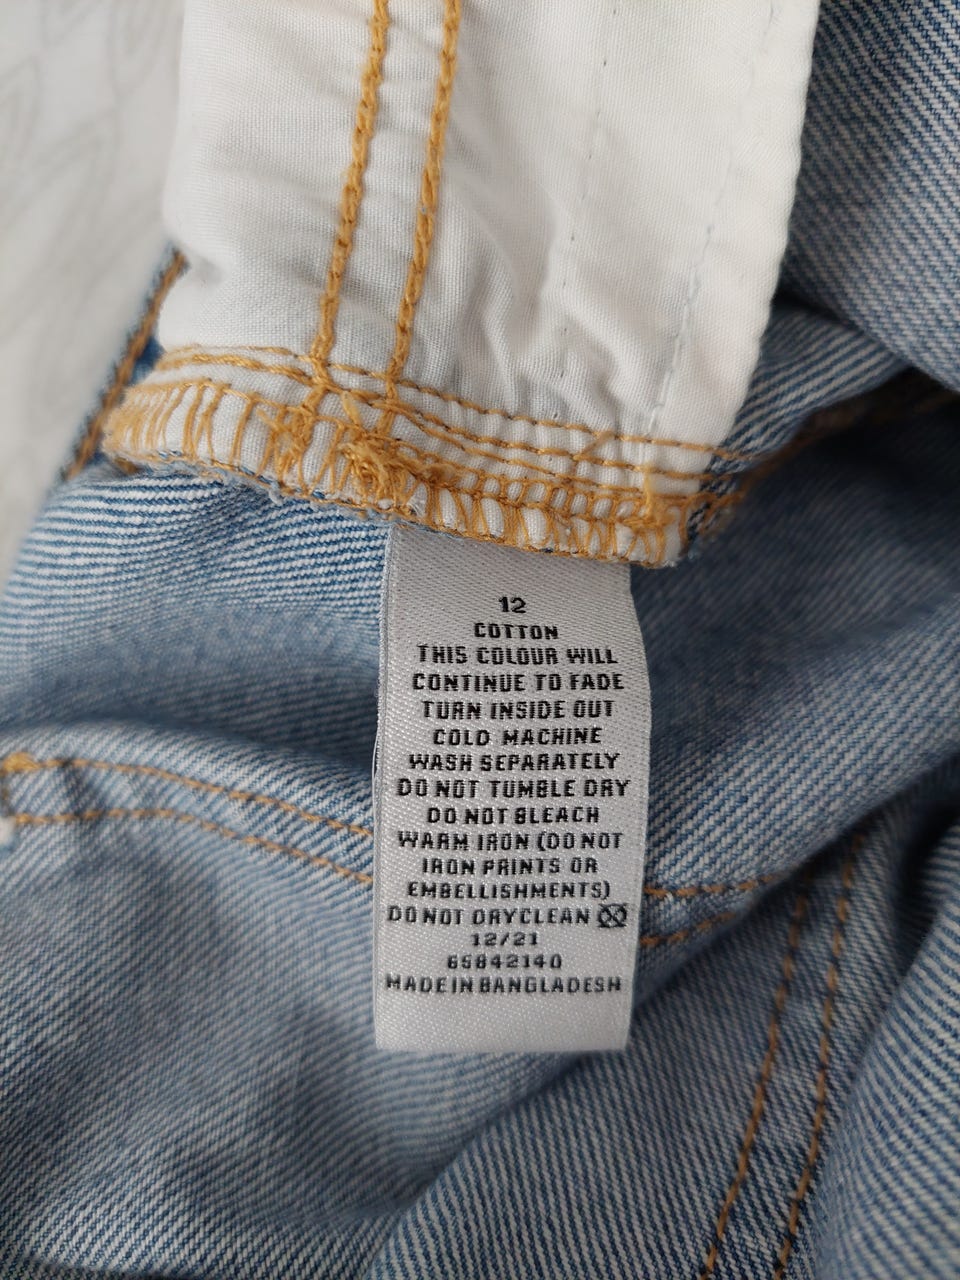 12
COTTON
THIS COLOUR WILL
CONTINUE TO FADE
TURN INSIDE OUT
COLD MACHINE
WASH SEPARATELY
DO NOT TUMBLE DRY
DO NOT BLEACH
WARM IRON (DO NOT
IRON PRINTS OR
EMBELLISHMENTS)
DO NOT DRYCLEAN
12/21
65842140
MADE IN BANGLADESH